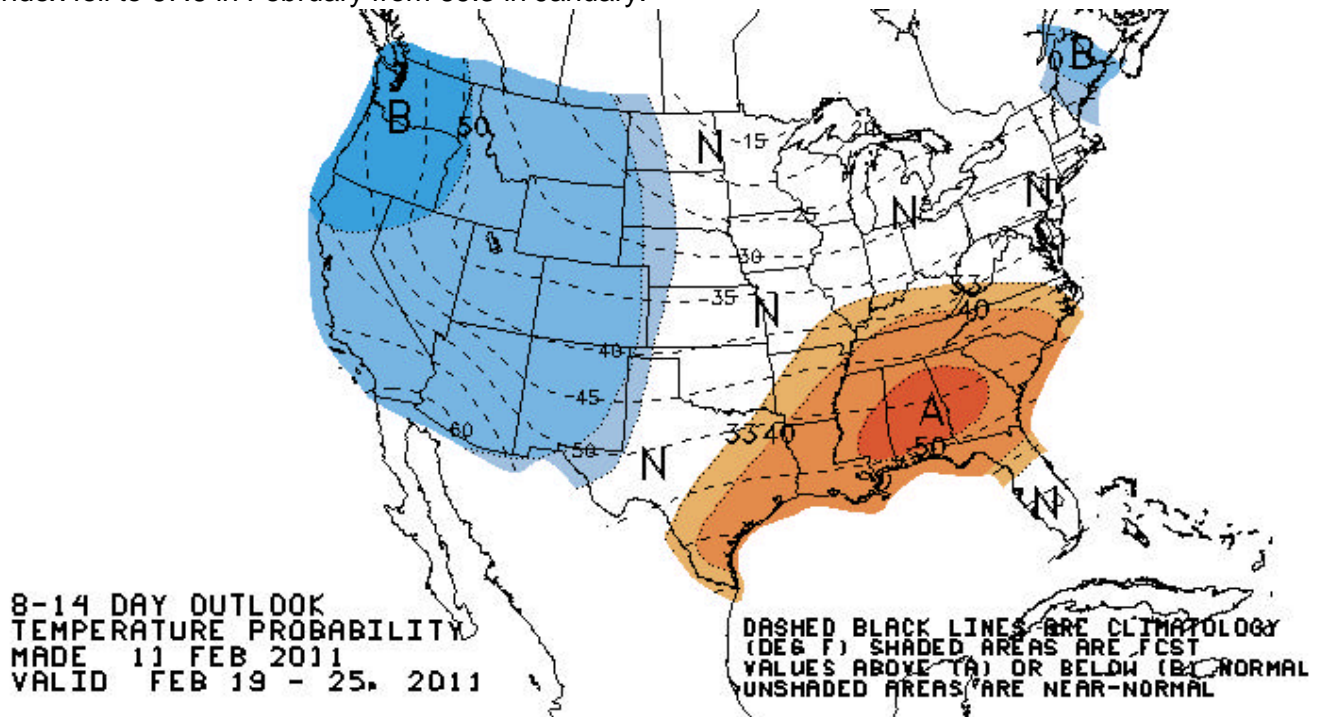 B
B
50
N
-15
20
N
N
25
30
-35
N
33
40
40
45
A
60
50
33 40
50
N
N
8-14 DAY OUTLOOK
TEMPERATURE PROBABILITY
MADE 11 FEB 2011
VALID FEB 19 - 25, 2011
DASHED BLACK LINES ARE CLIMATOLOGY
(DEG F) SHADED AREAS ARE FCST
VALUES ABOVE (A) OR BELOW (B) NORMAL
UNSHADED AREAS ARE NEAR-NORMAL